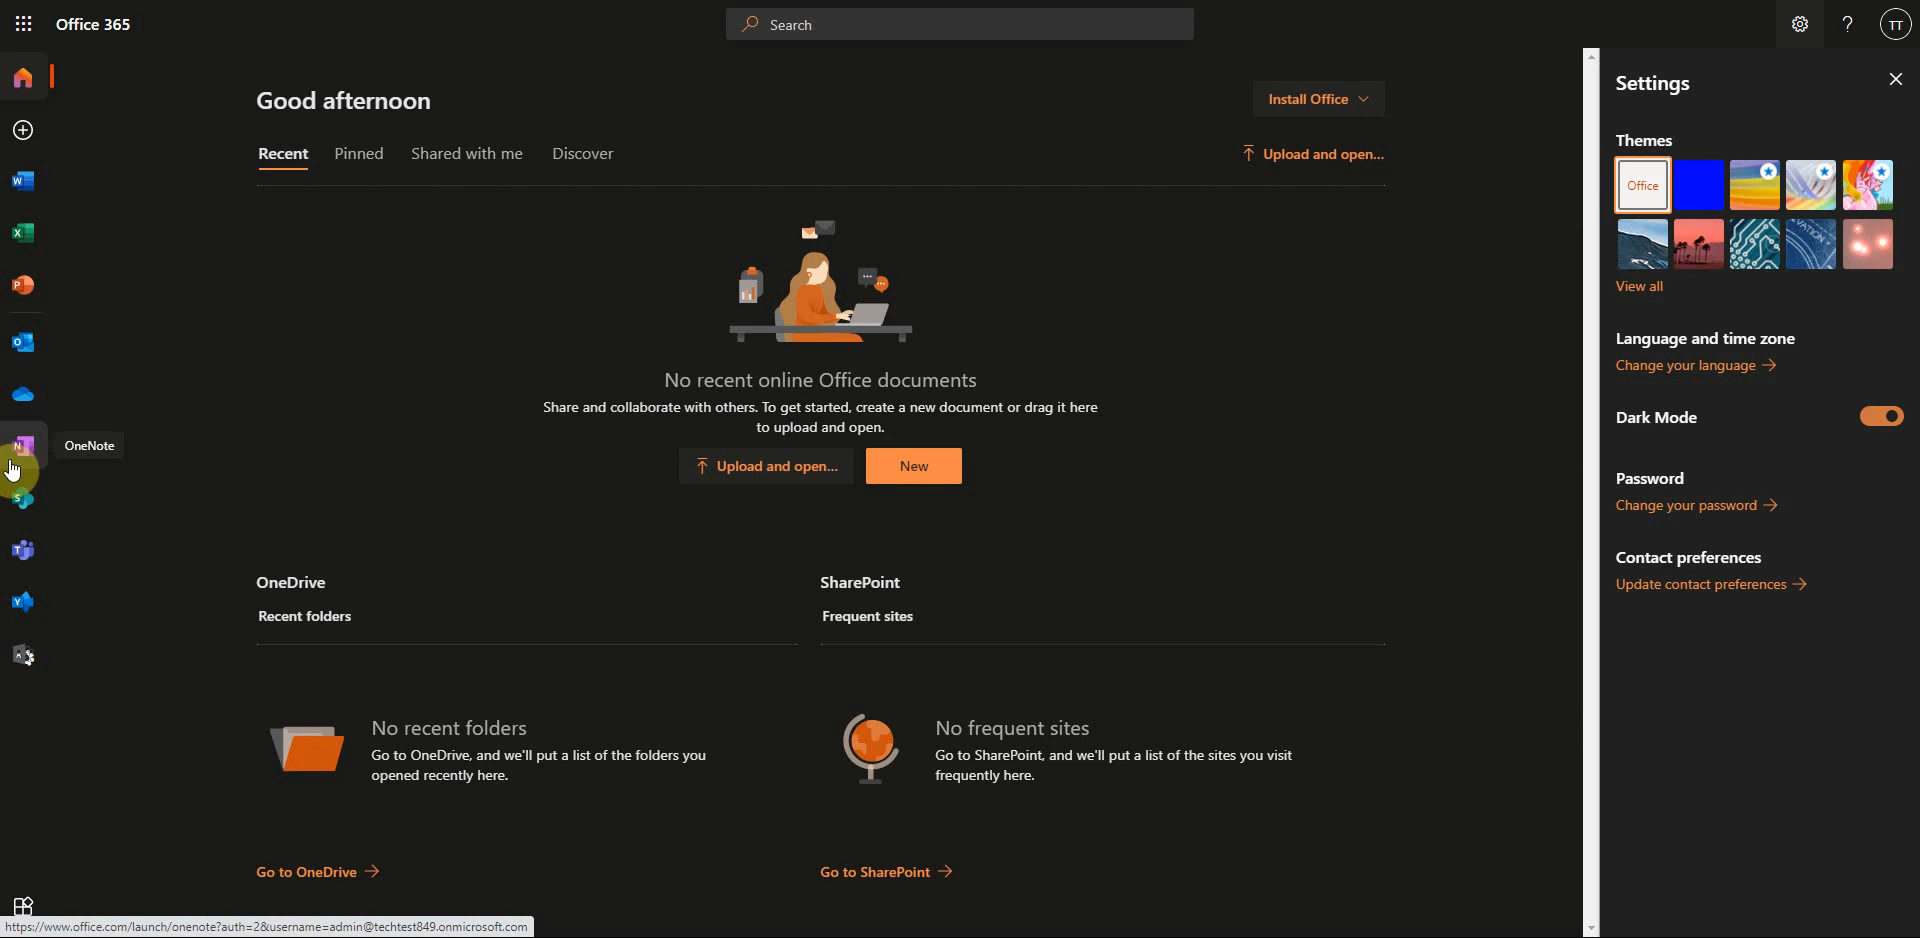 Office 365
Search
?
TT
Good afternoon
Install Office
Recent
Pinned
Shared with me
Discover
Upload and open...
No recent online Office documents
Share and collaborate with others. To get started, create a new document or drag it here
to upload and open.
Upload and open...
New
OneNote
OneDrive
Recent folders
No recent folders
Go to OneDrive, and we'll put a list of the folders you
opened recently here.
Go to OneDrive
SharePoint
Frequent sites
No frequent sites
Go to SharePoint, and we'll put a list of the sites you visit
frequently here.
Go to SharePoint
Settings
Themes
Office
VATION
View all
Language and time zone
Change your language
Dark Mode
Password
Change your password
Contact preferences
Update contact preferences
W
X
P
O
N
S
T
Y
A
https://www.office.com/launch/onenote?auth=2&username=admin@techtest849.onmicrosoft.com